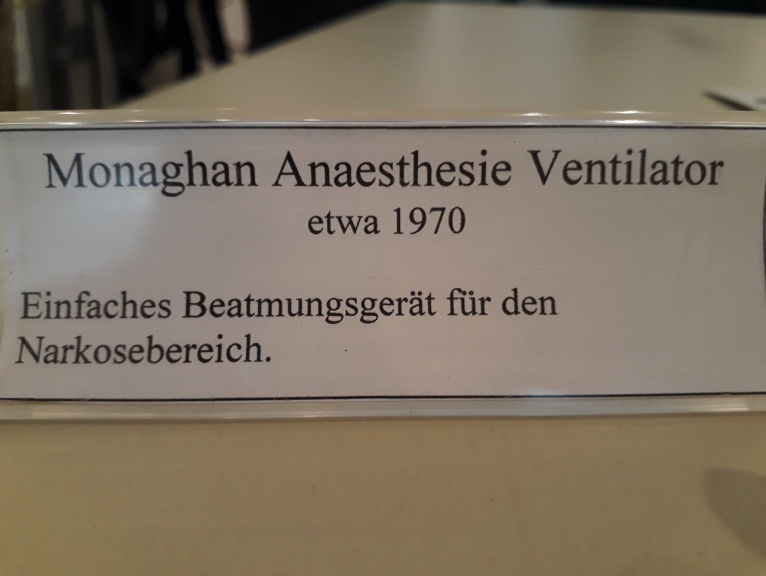 Monaghan Anaesthesie Ventilator
etwa 1970
Einfaches Beatmungsgerät für den
Narkosebereich.